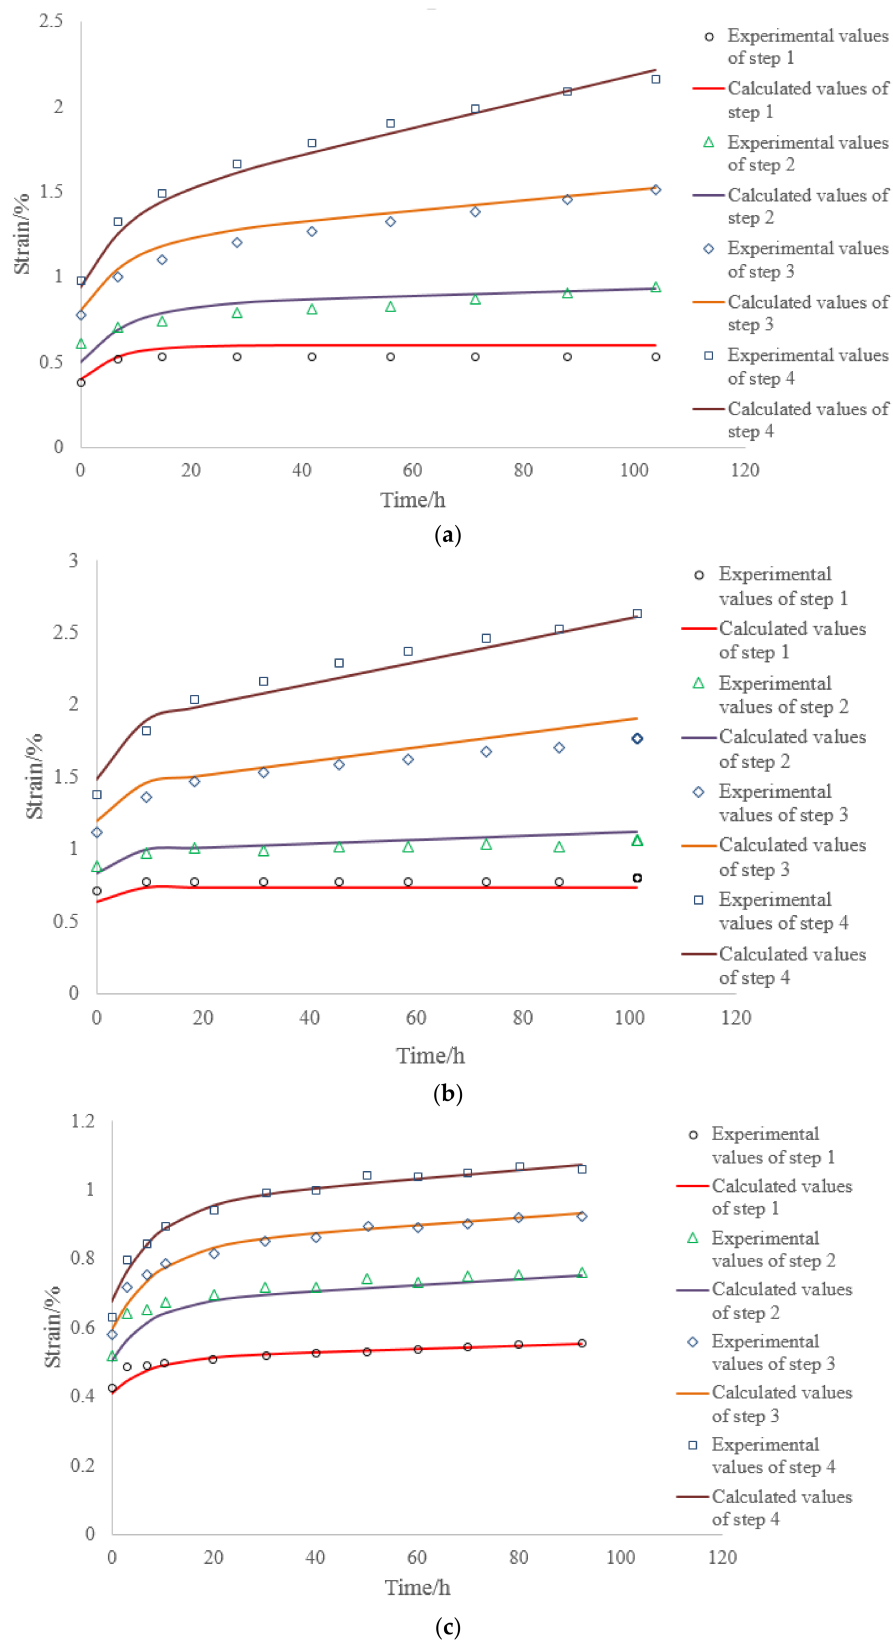 2.5
2
1.5
1
0.5
0
0
20
40
60
80
100
120
Strain/%
Time/h
Experimental values
of step 1
Calculated values of
step 1
Experimental values
of step 2
Calculated values of
step 2
Experimental values
of step 3
Calculated values of
step 3
Experimental values
of step 4
Calculated values of
step 4
(a)
3
2.5
2
1.5
1
0.5
0
0
20
40
60
80
100
120
Strain/%
Time/h
Experimental
values of step 1
Calculated values
of step 1
Experimental
values of step 2
Calculated values
of step 2
Experimental
values of step 3
Calculated values
of step 3
Experimental
values of step 4
Calculated values
of step 4
(b)
1.2
1
0.8
0.6
0.4
0.2
0
0
20
40
60
80
100
120
Strain/%
Time/h
Experimental
values of step 1
Calculated values
of step 1
Experimental
values of step 2
Calculated values
of step 2
Experimental
values of step 3
Calculated values
of step 3
Experimental
values of step 4
Calculated values
of step 4
(c)